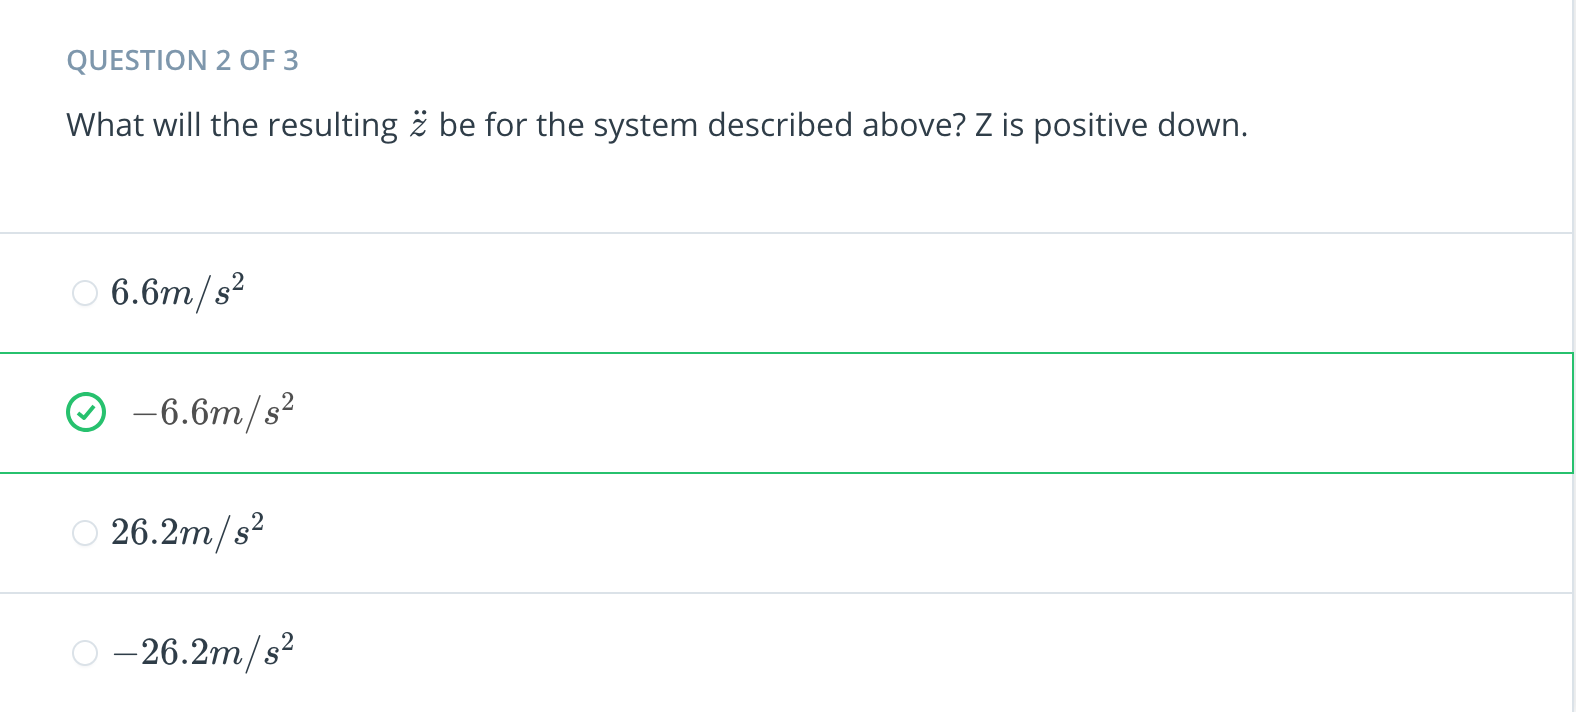 QUESTION 2 OF 3
What will the resulting z̈ be for the system described above? Z is positive down.
6.6m/s²
−6.6m/s²
26.2m/s²
−26.2m/s²